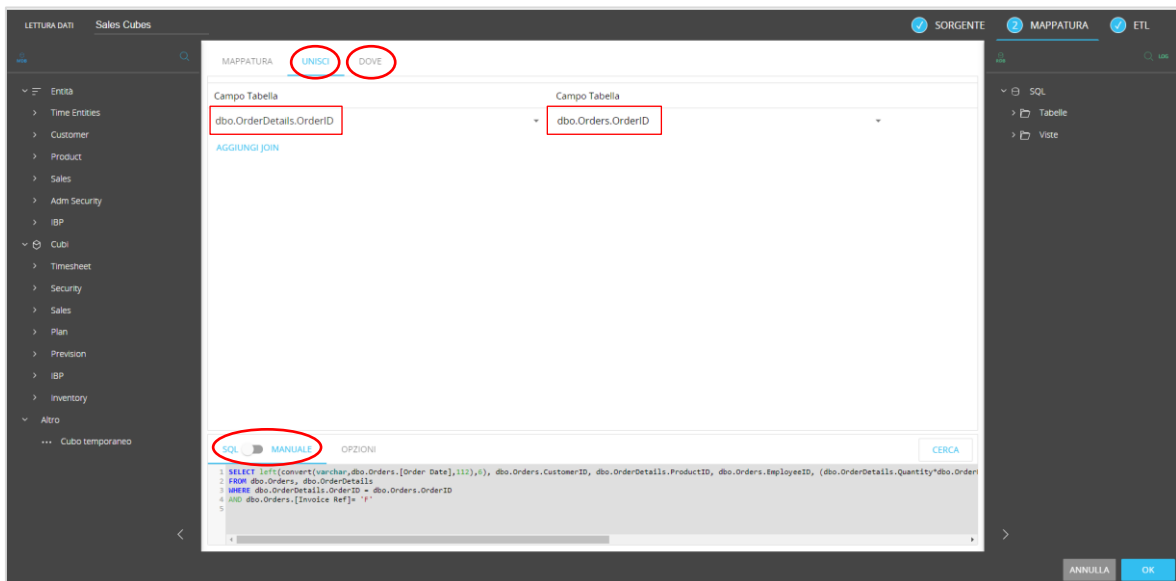 LETTURA DATI Sales Cubes SORGENTE 2 MAPPATURA ETL
MAPPATURA UNISCI DOVE
Campo Tabella Campo Tabella
dbo.OrderDetails.OrderID dbo.Orders.OrderID
AGGIUNGI JOIN
Entità
Time Entities
Customer
Product
Sales
Adm Security
IBP
Cubi
Timesheet
Security
Sales
Plan
Prevision
IBP
Inventory
Altro
Cubo temporaneo
SQL
Tabelle
Viste
SQL MANUALE OPZIONI CERCA
1 SELECT left(convert(varchar,dbo.Orders.[Order Date],112),6), dbo.Orders.CustomerID, dbo.OrderDetails.ProductID, dbo.Orders.EmployeeID, (dbo.OrderDetails.Quantity*dbo.Order
2 FROM dbo.Orders, dbo.OrderDetails
3 WHERE dbo.OrderDetails.OrderID = dbo.Orders.OrderID
4 AND dbo.Orders.[Invoice Ref]= 'F'
5
ANNULLA OK